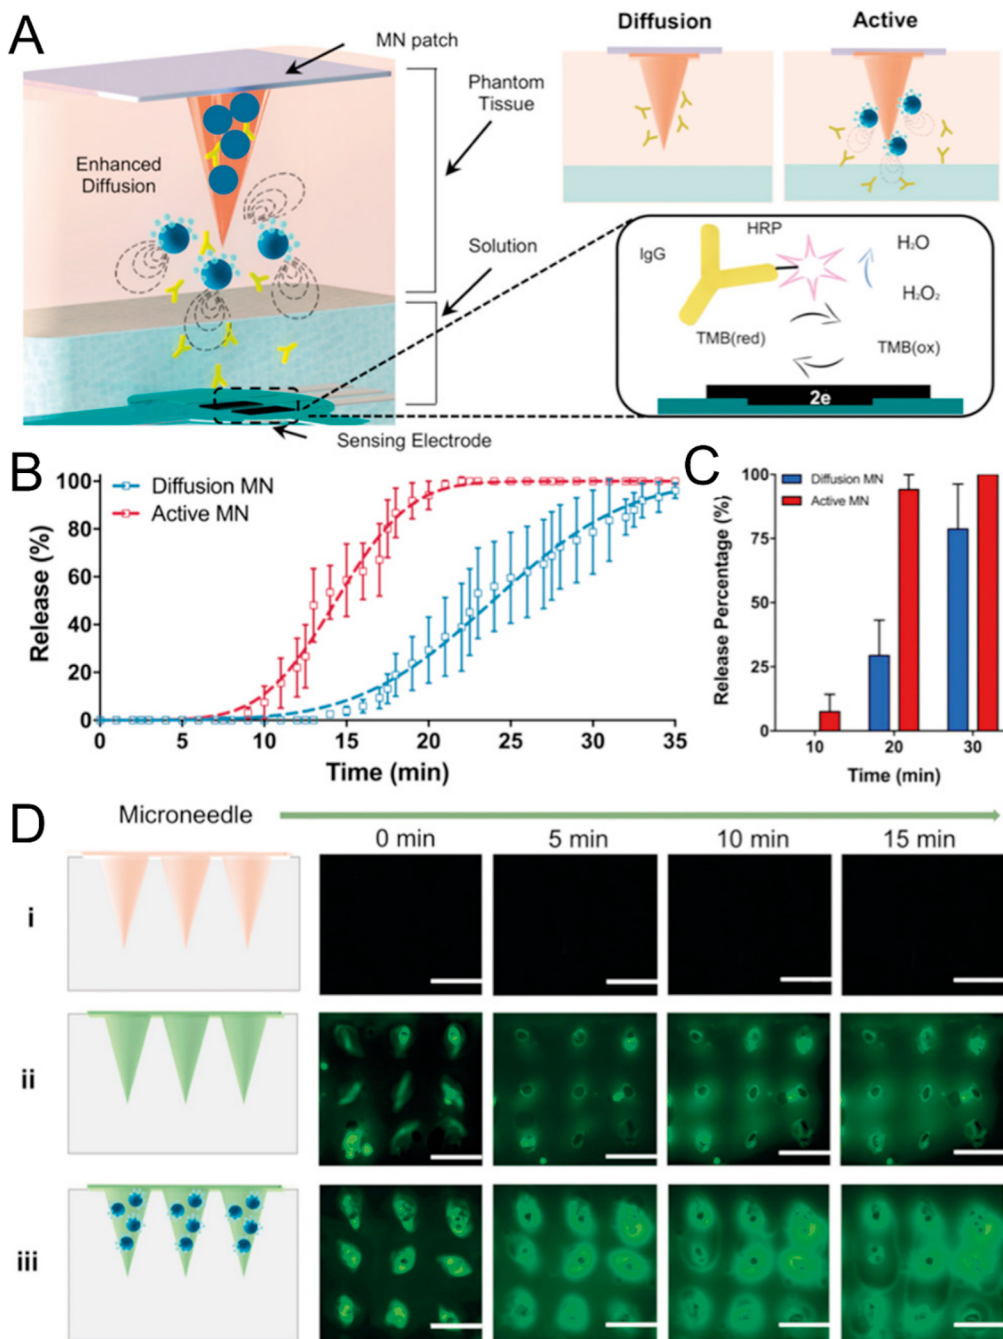 A
MN patch
Phantom
Tissue
Enhanced
Diffusion
Solution
Sensing Electrode
Diffusion
Active
IgG
HRP
H₂O
H₂O₂
TMB(red)
TMB(ox)
2e
B
Diffusion MN
Active MN
Release (%)
100
80
60
40
20
0
0 5 10 15 20 25 30 35
Time (min)
C
Diffusion MN
Active MN
Release Percentage (%)
100
75
50
25
0
10 20 30
Time (min)
D
Microneedle
0 min 5 min 10 min 15 min
i
ii
iii